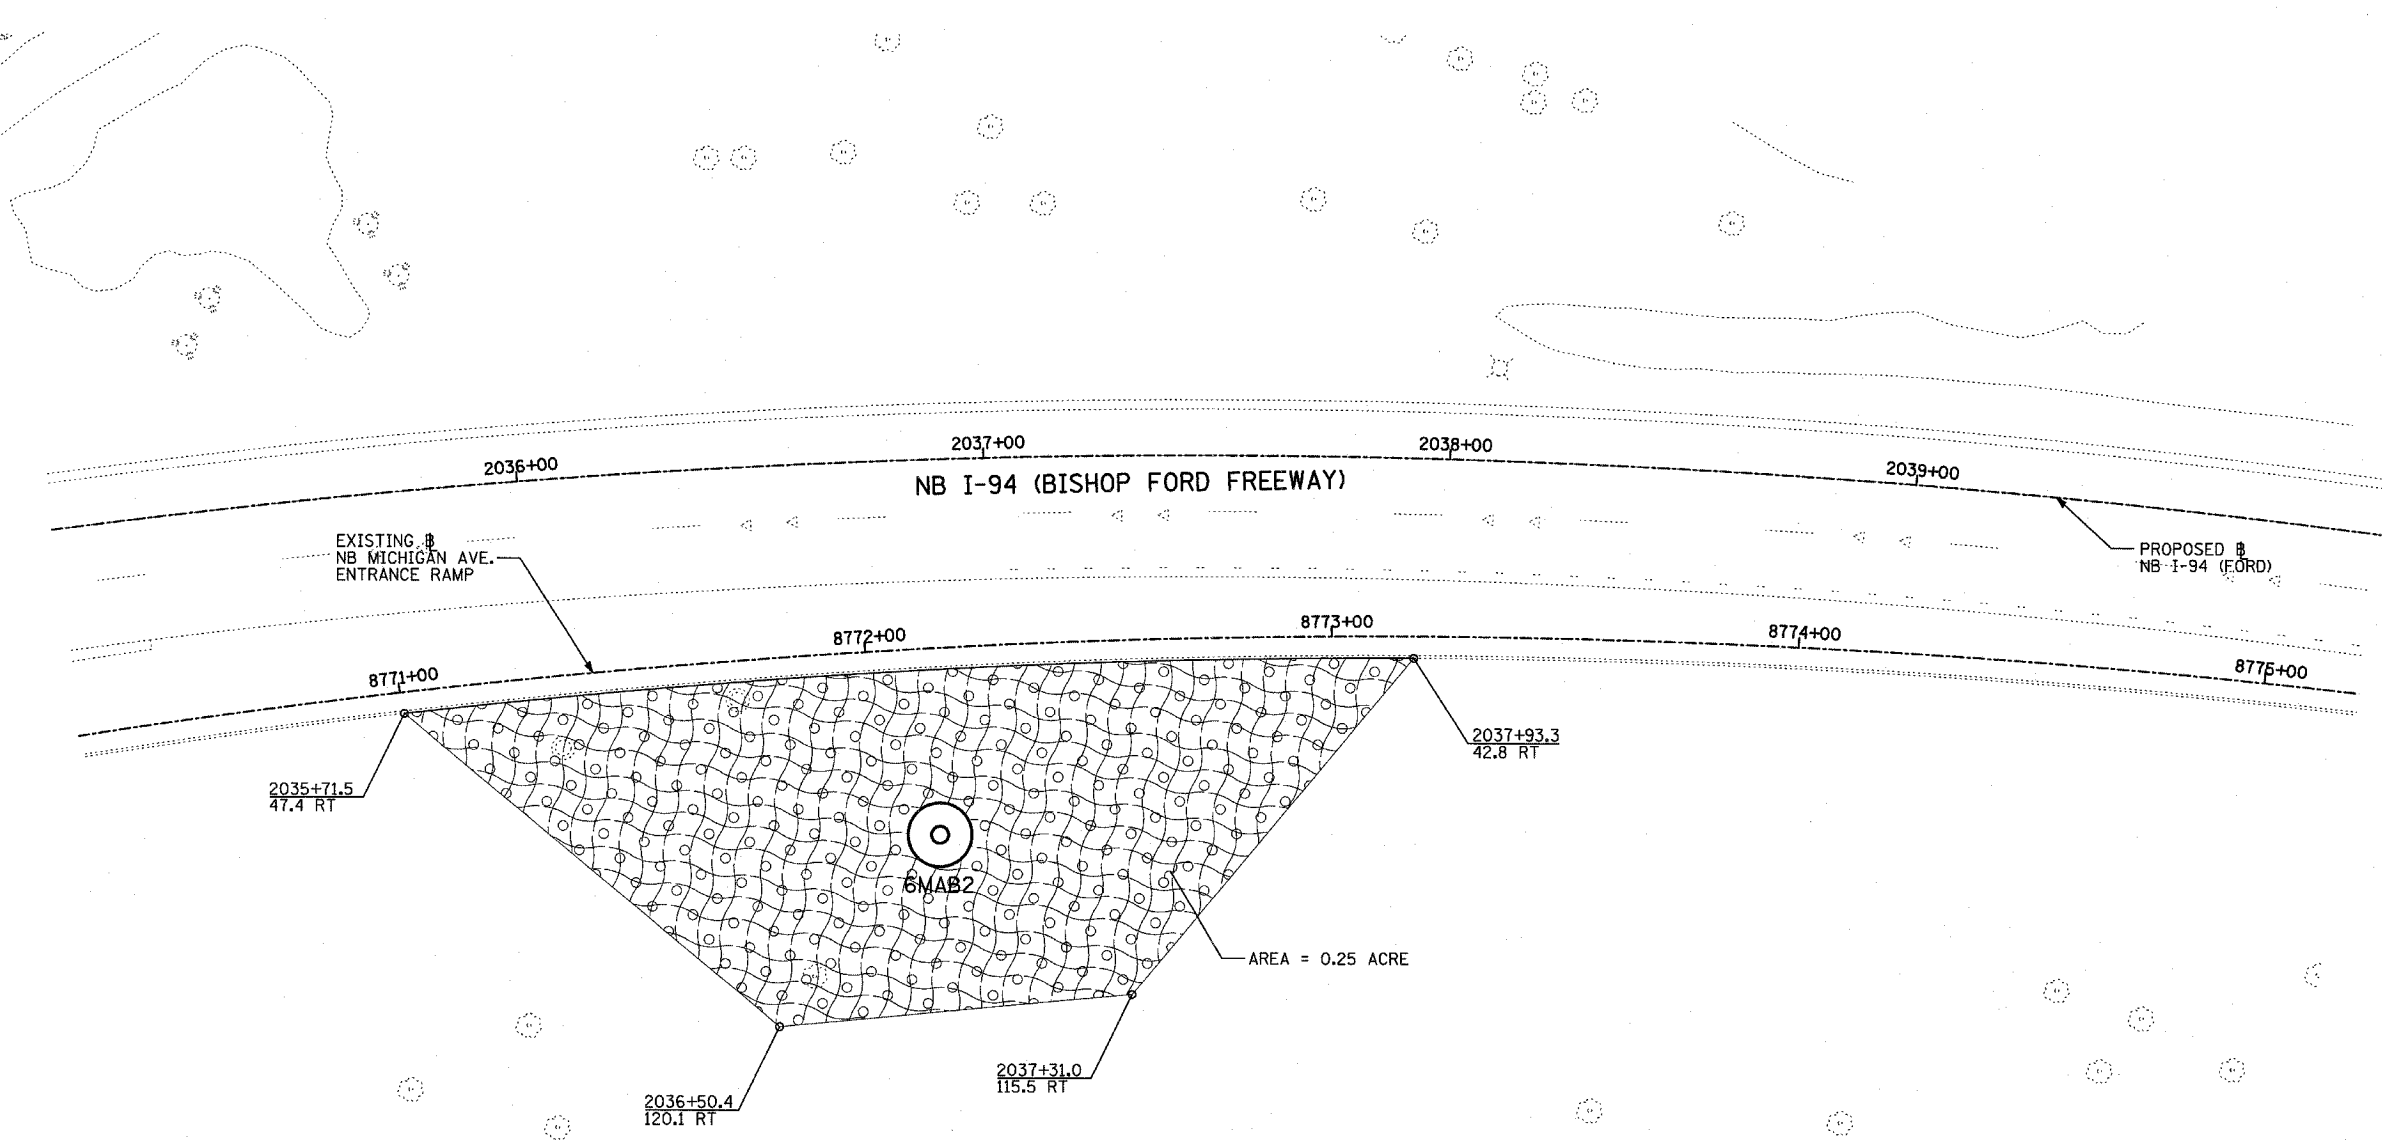 2036+00
2037+00
2038+00
2039+00
NB I-94 (BISHOP FORD FREEWAY)
EXISTING B
NB MICHIGAN AVE.
ENTRANCE RAMP
PROPOSED B
NB I-94 (FORD)
8771+00
8772+00
8773+00
8774+00
8775+00
2035+71.5
47.4 RT
2037+93.3
42.8 RT
6MAB2
AREA = 0.25 ACRE
2037+31.0
115.5 RT
2036+50.4
120.1 RT